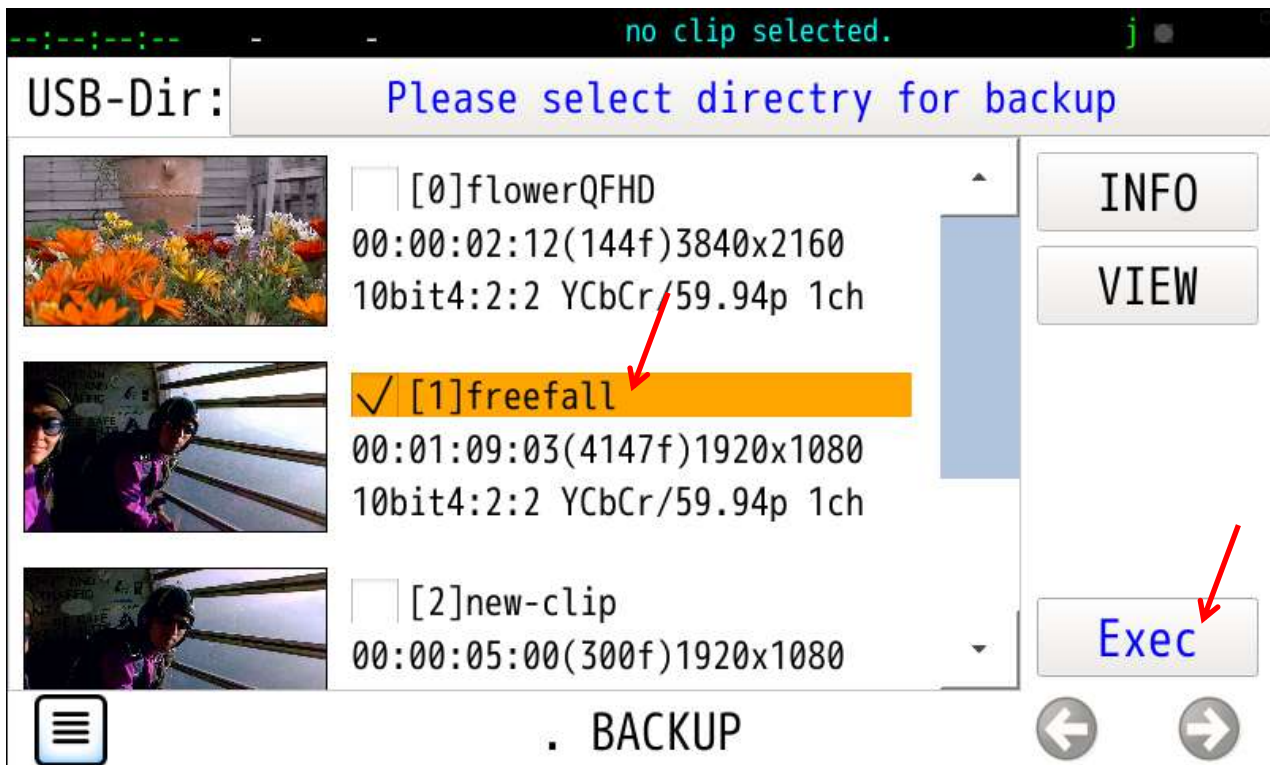 --:--:--:-- - - no clip selected. j
USB-Dir: Please select directry for backup
[0]flowerQFHD
00:00:02:12(144f)3840x2160
10bit4:2:2 YCbCr/59.94p 1ch
[1]freefall
00:01:09:03(4147f)1920x1080
10bit4:2:2 YCbCr/59.94p 1ch
[2]new-clip
00:00:05:00(300f)1920x1080
INFO
VIEW
Exec
. BACKUP